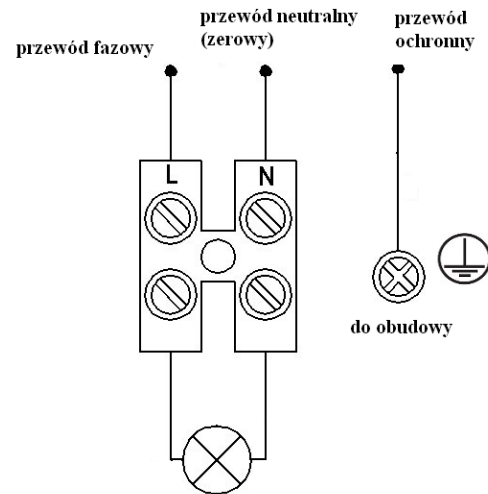 przewód fazowy
przewód neutralny
(zerowy)
przewód
ochronny
L
N
do obudowy